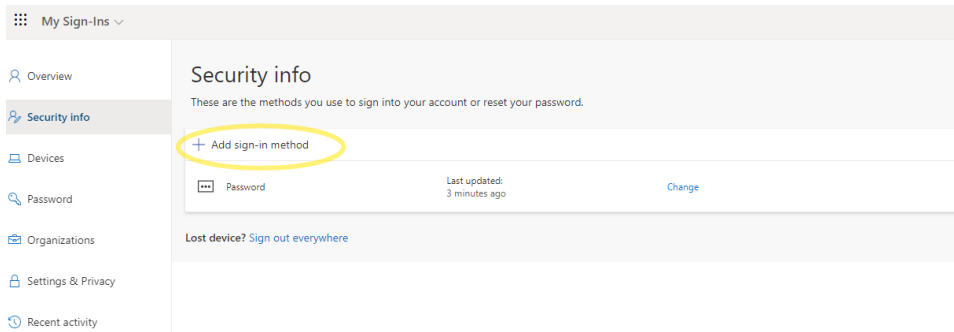 My Sign-Ins
Overview
Security info
Devices
Password
Organizations
Settings & Privacy
Recent activity
Security info
These are the methods you use to sign into your account or reset your password.
+ Add sign-in method
Password Last updated: Change
3 minutes ago
Lost device? Sign out everywhere